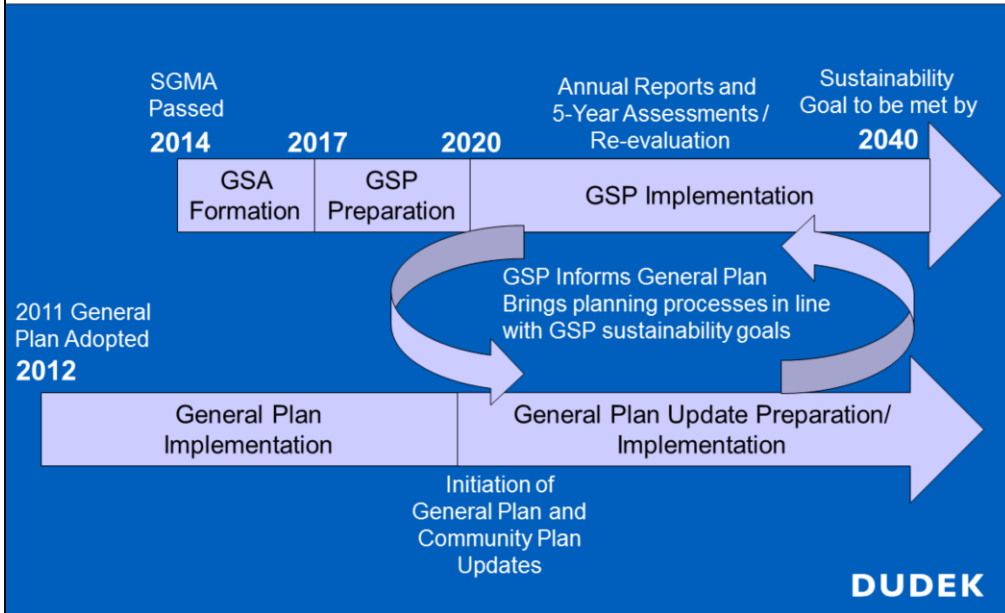 SGMA
Passed
2014
2017
2020
Annual Reports and
5-Year Assessments /
Re-evaluation
Sustainability
Goal to be met by
2040
GSA
Formation
GSP
Preparation
GSP Implementation
GSP Informs General Plan
Brings planning processes in line
with GSP sustainability goals
2011 General
Plan Adopted
2012
General Plan
Implementation
General Plan Update Preparation/
Implementation
Initiation of
General Plan and
Community Plan
Updates
DUDEK